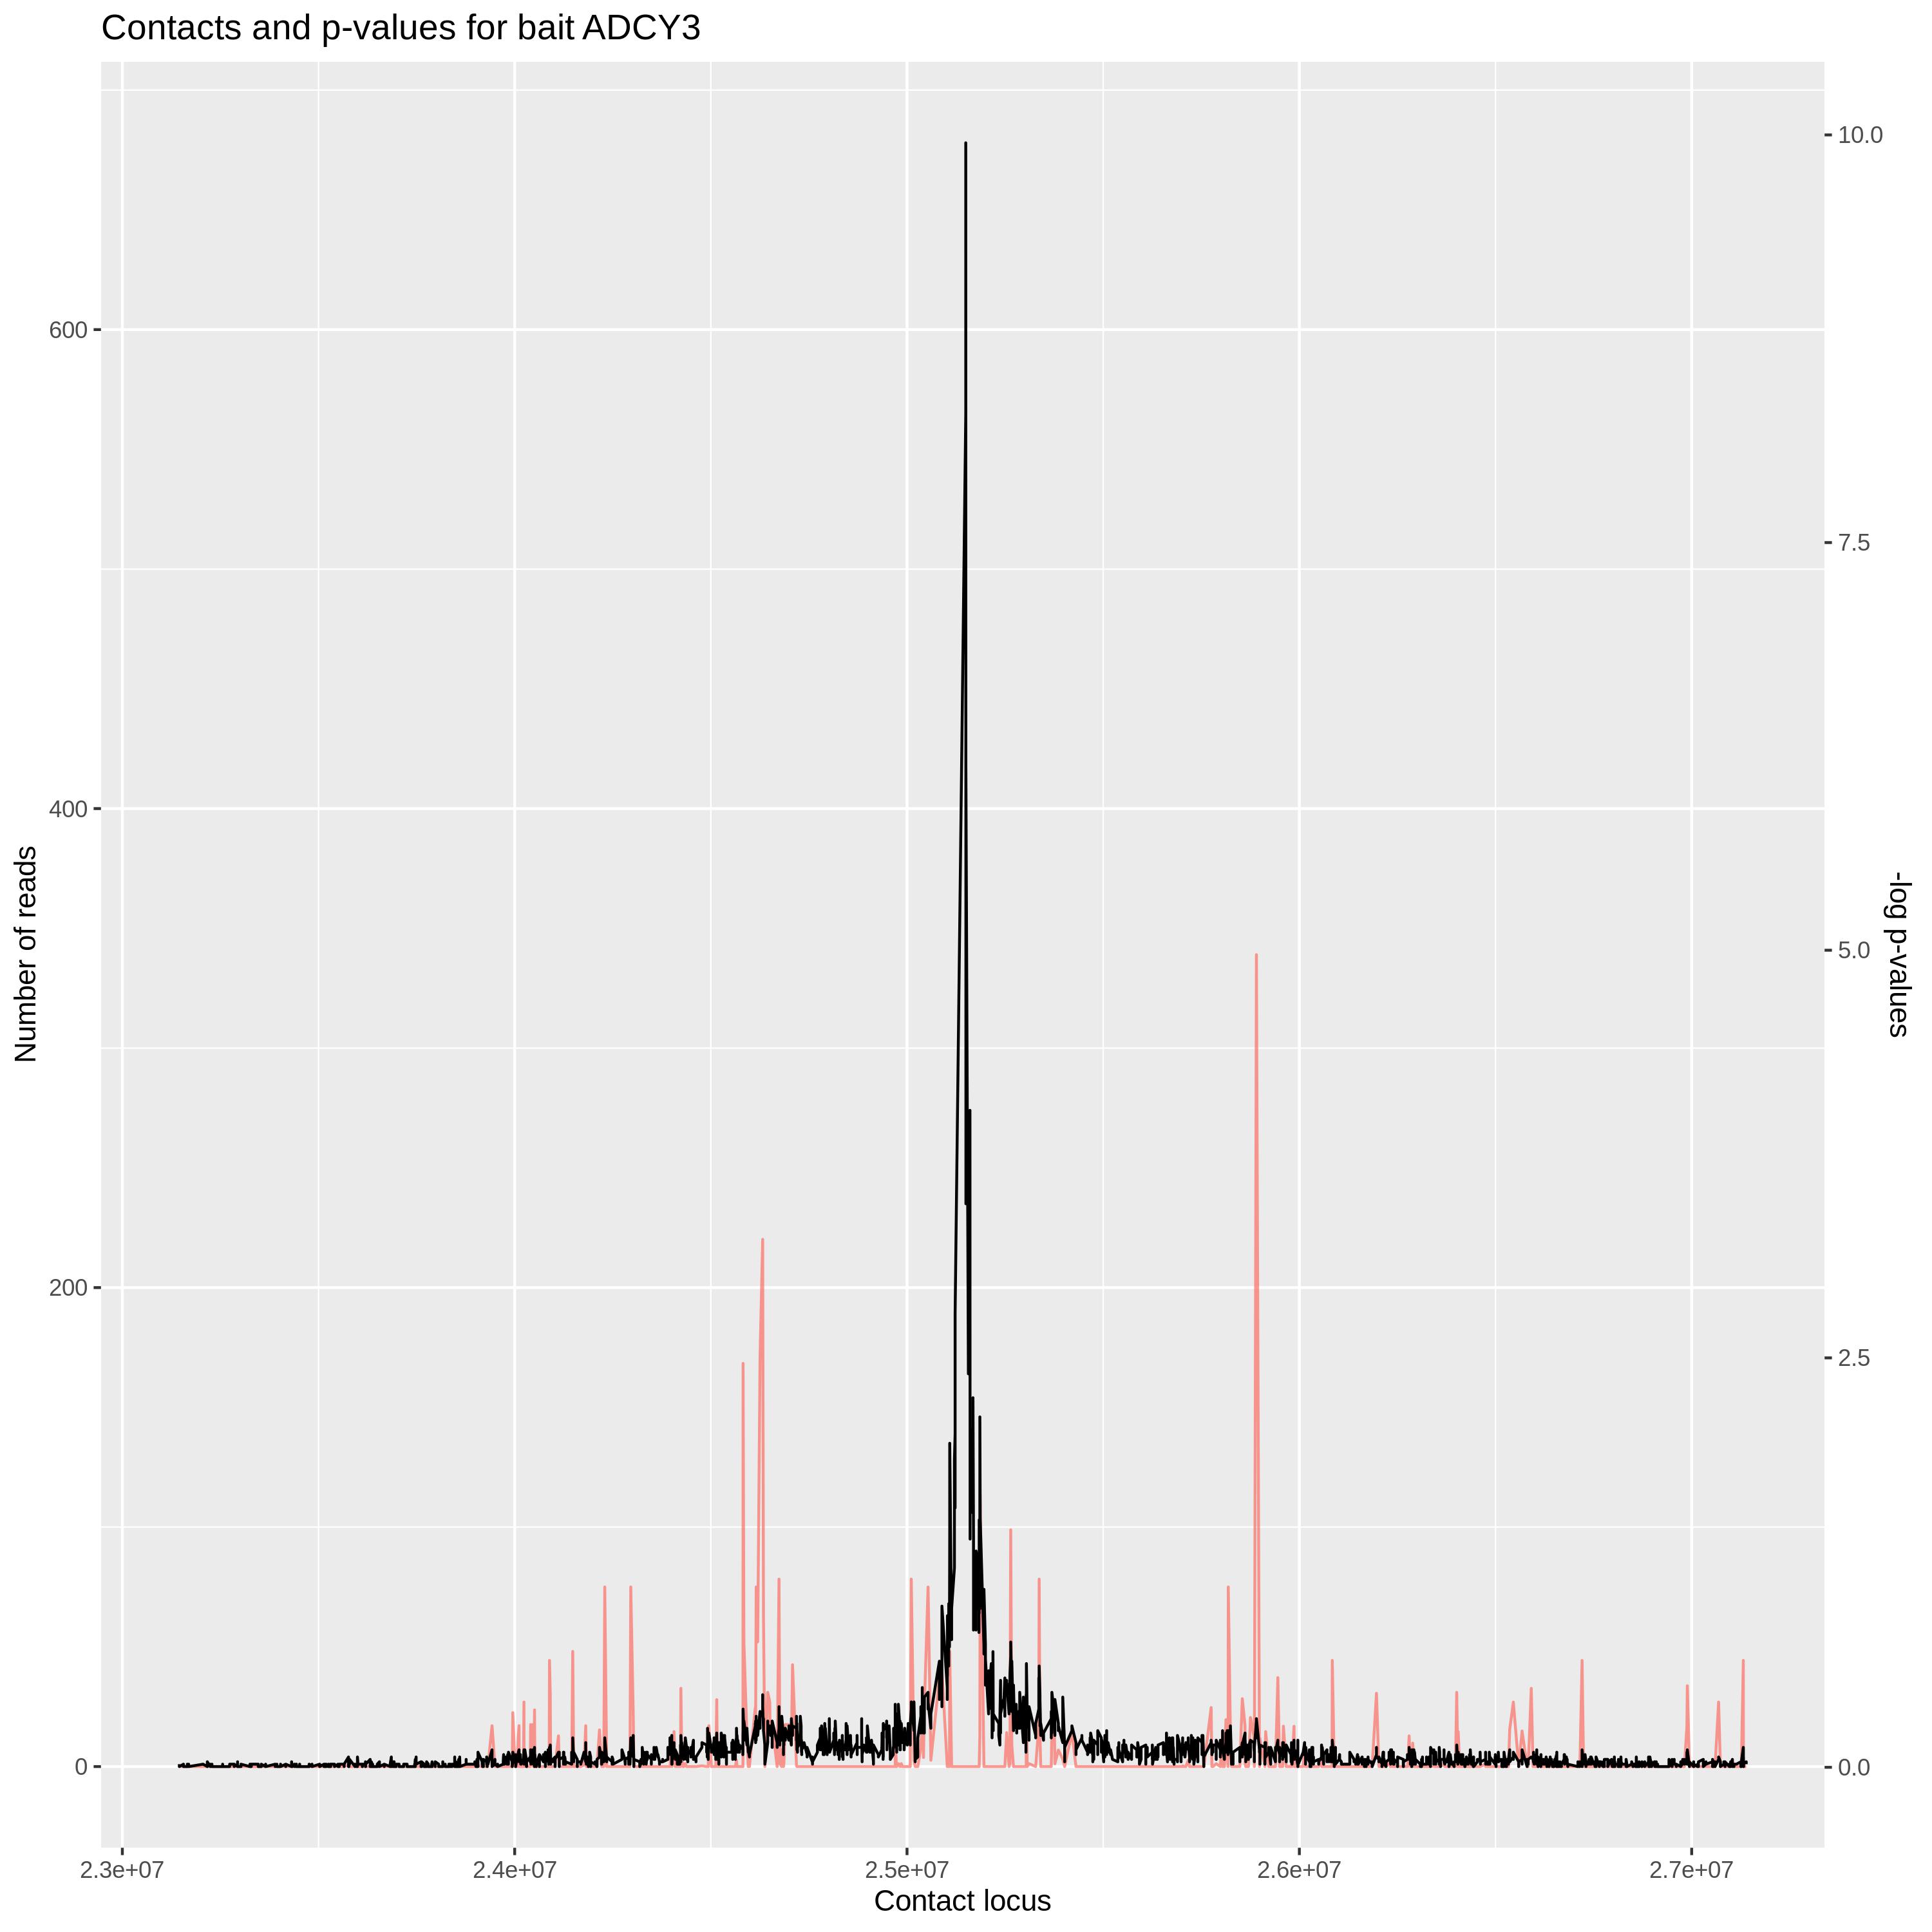 Contacts and p-values for bait ADCY3
10.0
600
7.5
400
5.0
Number of reads
-log p-values
200
2.5
0
0.0
2.3e+07 2.4e+07 2.5e+07 2.6e+07 2.7e+07
Contact locus